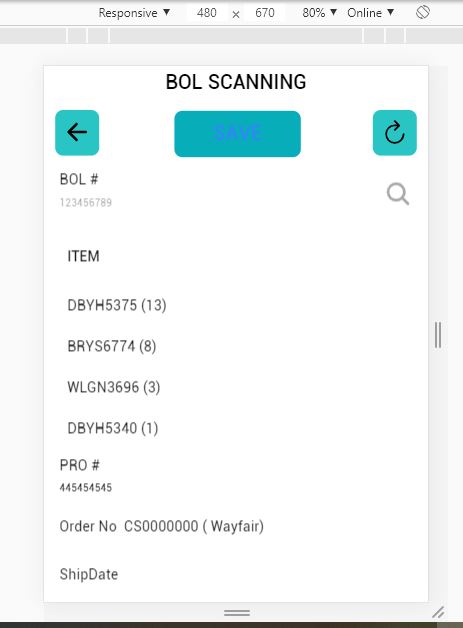 Responsive ▼ 480 x 670 80% ▼ Online ▼
BOL SCANNING
SAVE
BOL #
123456789
ITEM
DBYH5375 (13)
BRYS6774 (8)
WLGN3696 (3)
DBYH5340 (1)
PRO #
445454545
Order No CS0000000 ( Wayfair)
ShipDate